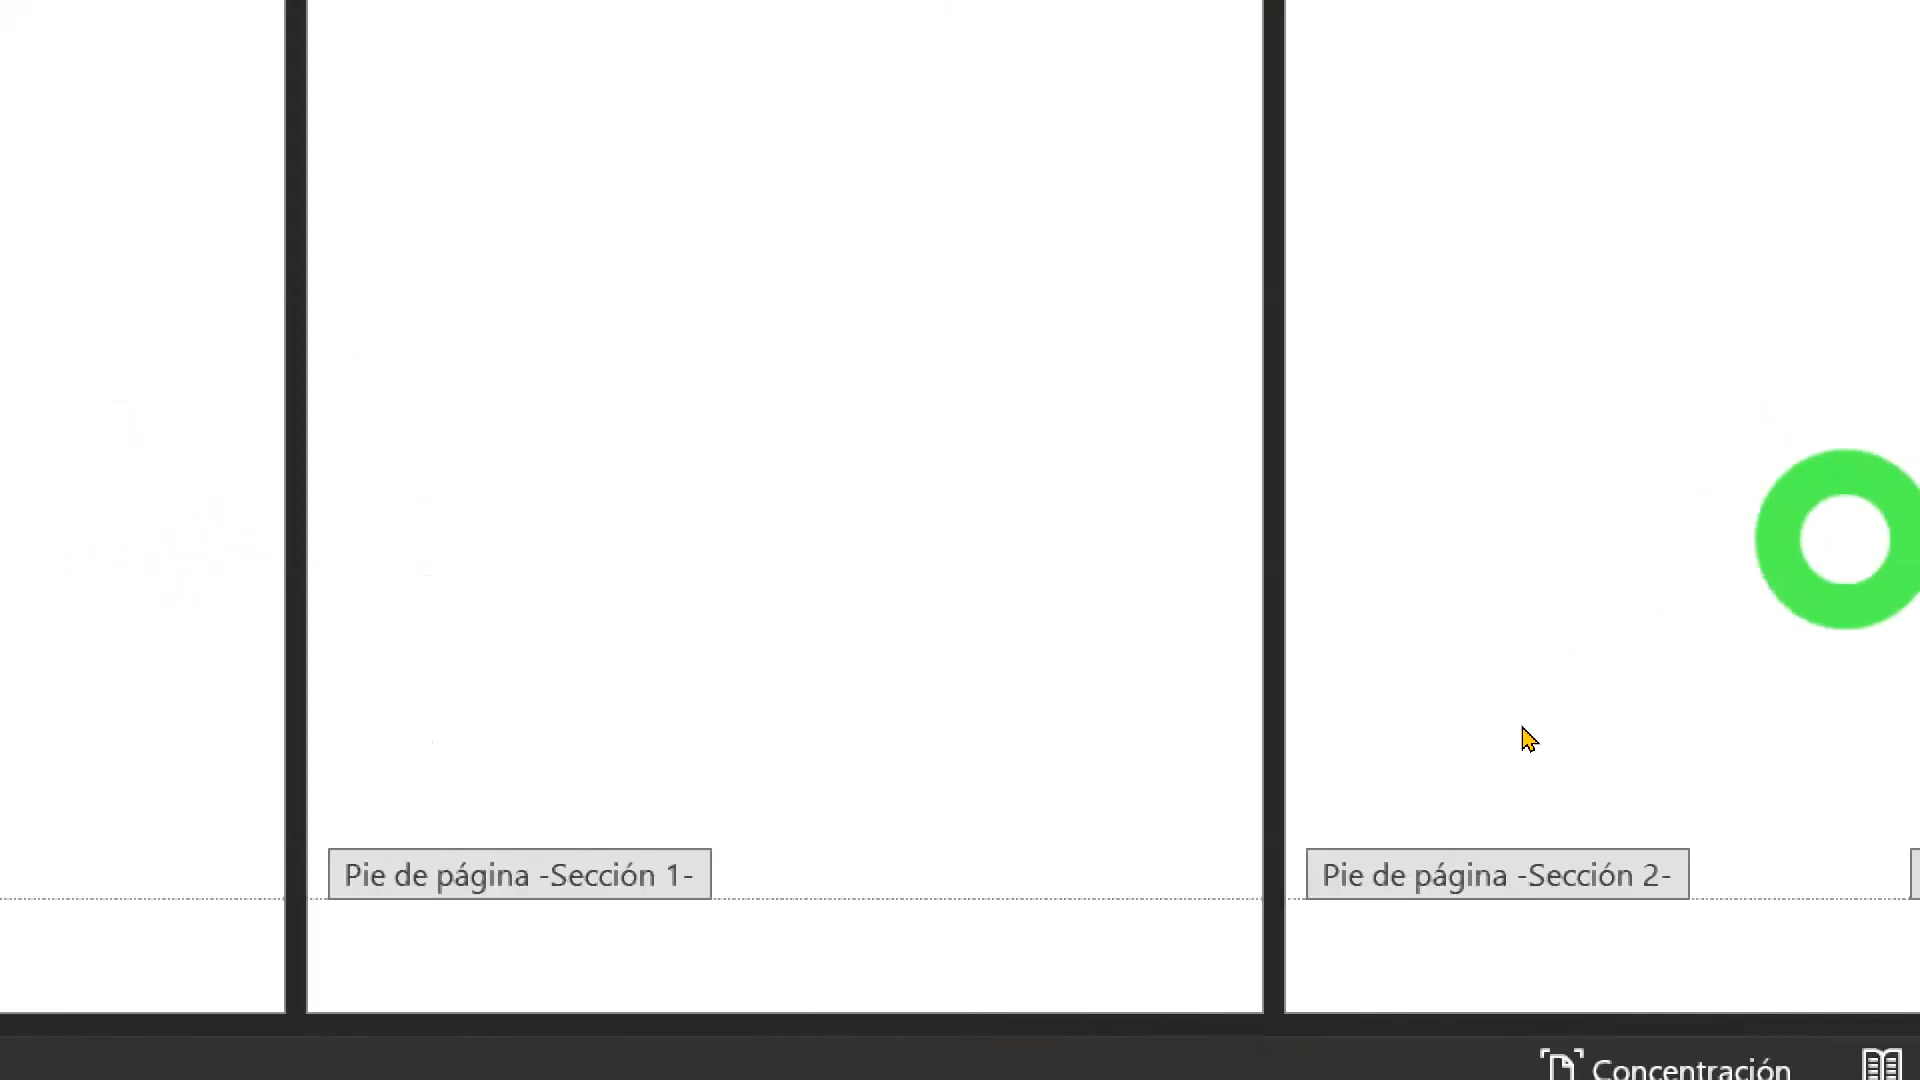 Pie de página -Sección 1-
Pie de página -Sección 2-
Concentración